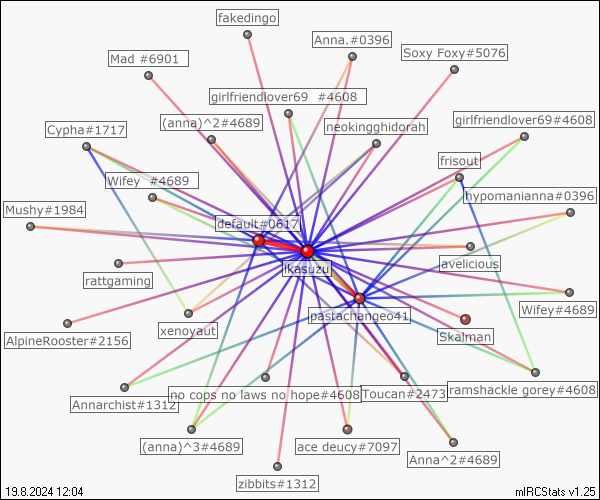 fakedingo
Anna.#0396
Soxy Foxy#5076
Mad #6901
girlfriendlover69 #4608
(anna)^2#4689
neokingghidorah
girlfriendlover69#4608
Cypha#1717
frisout
Wifey #4689
hypomanianna#0396
Mushy#1984
default#0617
avelicious
ikasuzu
rattgaming
Wifey#4689
pastachangeo41
xenoyaut
Skalman
AlpineRooster#2156
no cops no laws no hope#4608
Toucan#2473
ramshackle gorey#4608
Annarchist#1312
(anna)^3#4689
ace deucy#7097
Anna^2#4689
zibbits#1312
19.8.2024 12:04
mIRCStats v1.25